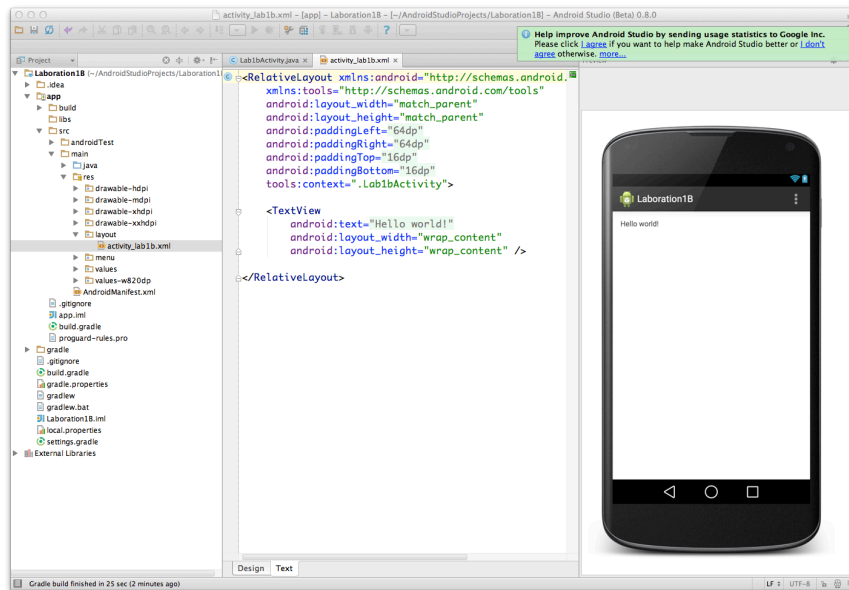 activity_lab1b.xml - [app] - Laboration1B - [~/AndroidStudioProjects/Laboration1B] - Android Studio (Beta) 0.8.0
Help improve Android Studio by sending usage statistics to Google Inc.
Please click I agree if you want to help make Android Studio better or I don't
agree otherwise. more...
Project
Lab1bActivity.java
activity_lab1b.xml
Laboration1B (~/AndroidStudioProjects/Laboration1
.idea
app
build
libs
src
androidTest
main
java
res
drawable-hdpi
drawable-mdpi
drawable-xhdpi
drawable-xxhdpi
layout
activity_lab1b.xml
menu
values
values-w820dp
AndroidManifest.xml
.gitignore
app.iml
build.gradle
proguard-rules.pro
gradle
.gitignore
build.gradle
gradle.properties
gradlew
gradlew.bat
Laboration1B.iml
local.properties
settings.gradle
External Libraries
<RelativeLayout xmlns:android="http://schemas.android.
xmlns:tools="http://schemas.android.com/tools"
android:layout_width="match_parent"
android:layout_height="match_parent"
android:paddingLeft="64dp"
android:paddingRight="64dp"
android:paddingTop="16dp"
android:paddingBottom="16dp"
tools:context=".Lab1bActivity">
<TextView
android:text="Hello world!"
android:layout_width="wrap_content"
android:layout_height="wrap_content" />
</RelativeLayout>
Laboration1B
Hello world!
Design Text
Gradle build finished in 25 sec (2 minutes ago)
LF UTF-8